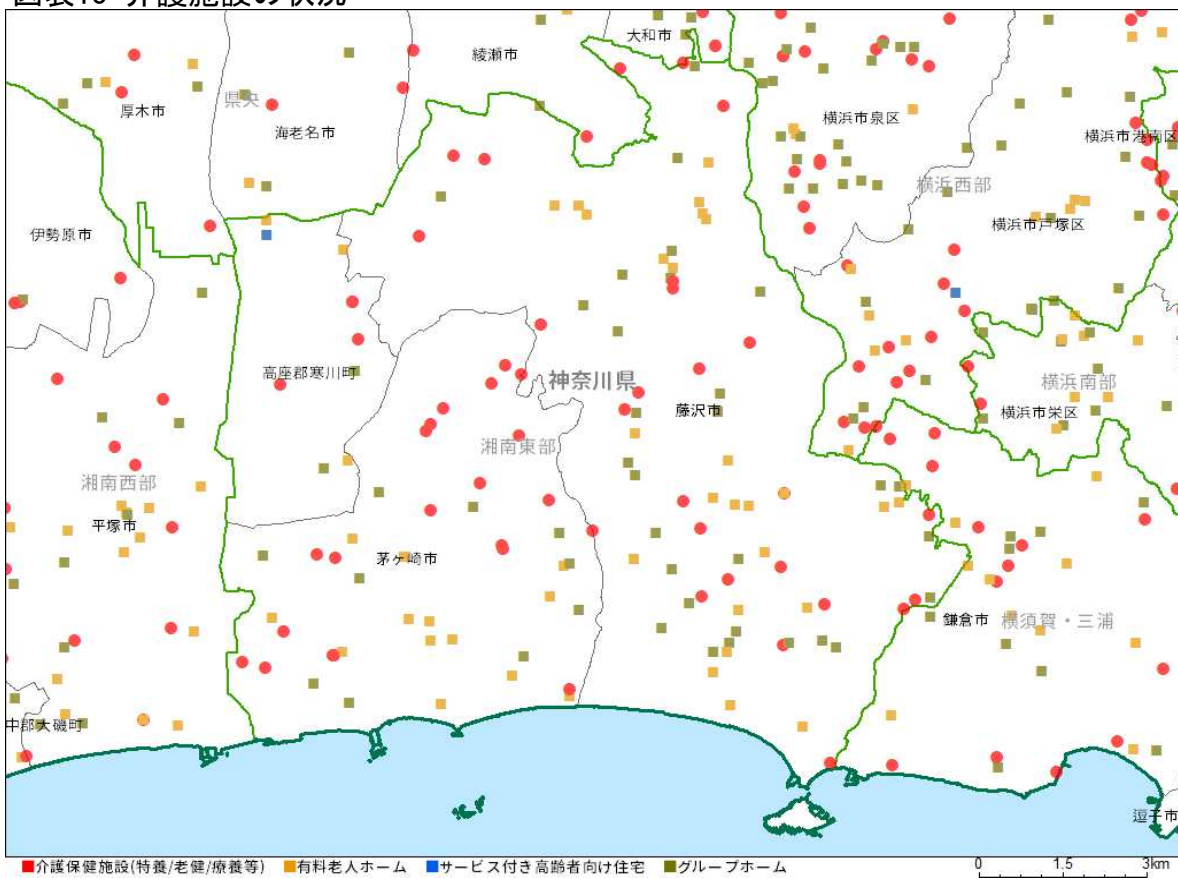 図表10 介護施設の状況
大和市
綾瀬市
県央
厚木市
海老名市
横浜市泉区
横浜市港南区
横浜西部
伊勢原市
横浜市戸塚区
高座郡寒川町
神奈川県
横浜南部
藤沢市
横浜市栄区
湘南東部
湘南西部
平塚市
茅ヶ崎市
鎌倉市
横須賀・三浦
中郡大磯町
逗子市
介護保健施設(特養/老健/療養等) 有料老人ホーム サービス付き高齢者向け住宅 グループホーム
0 1.5 3km